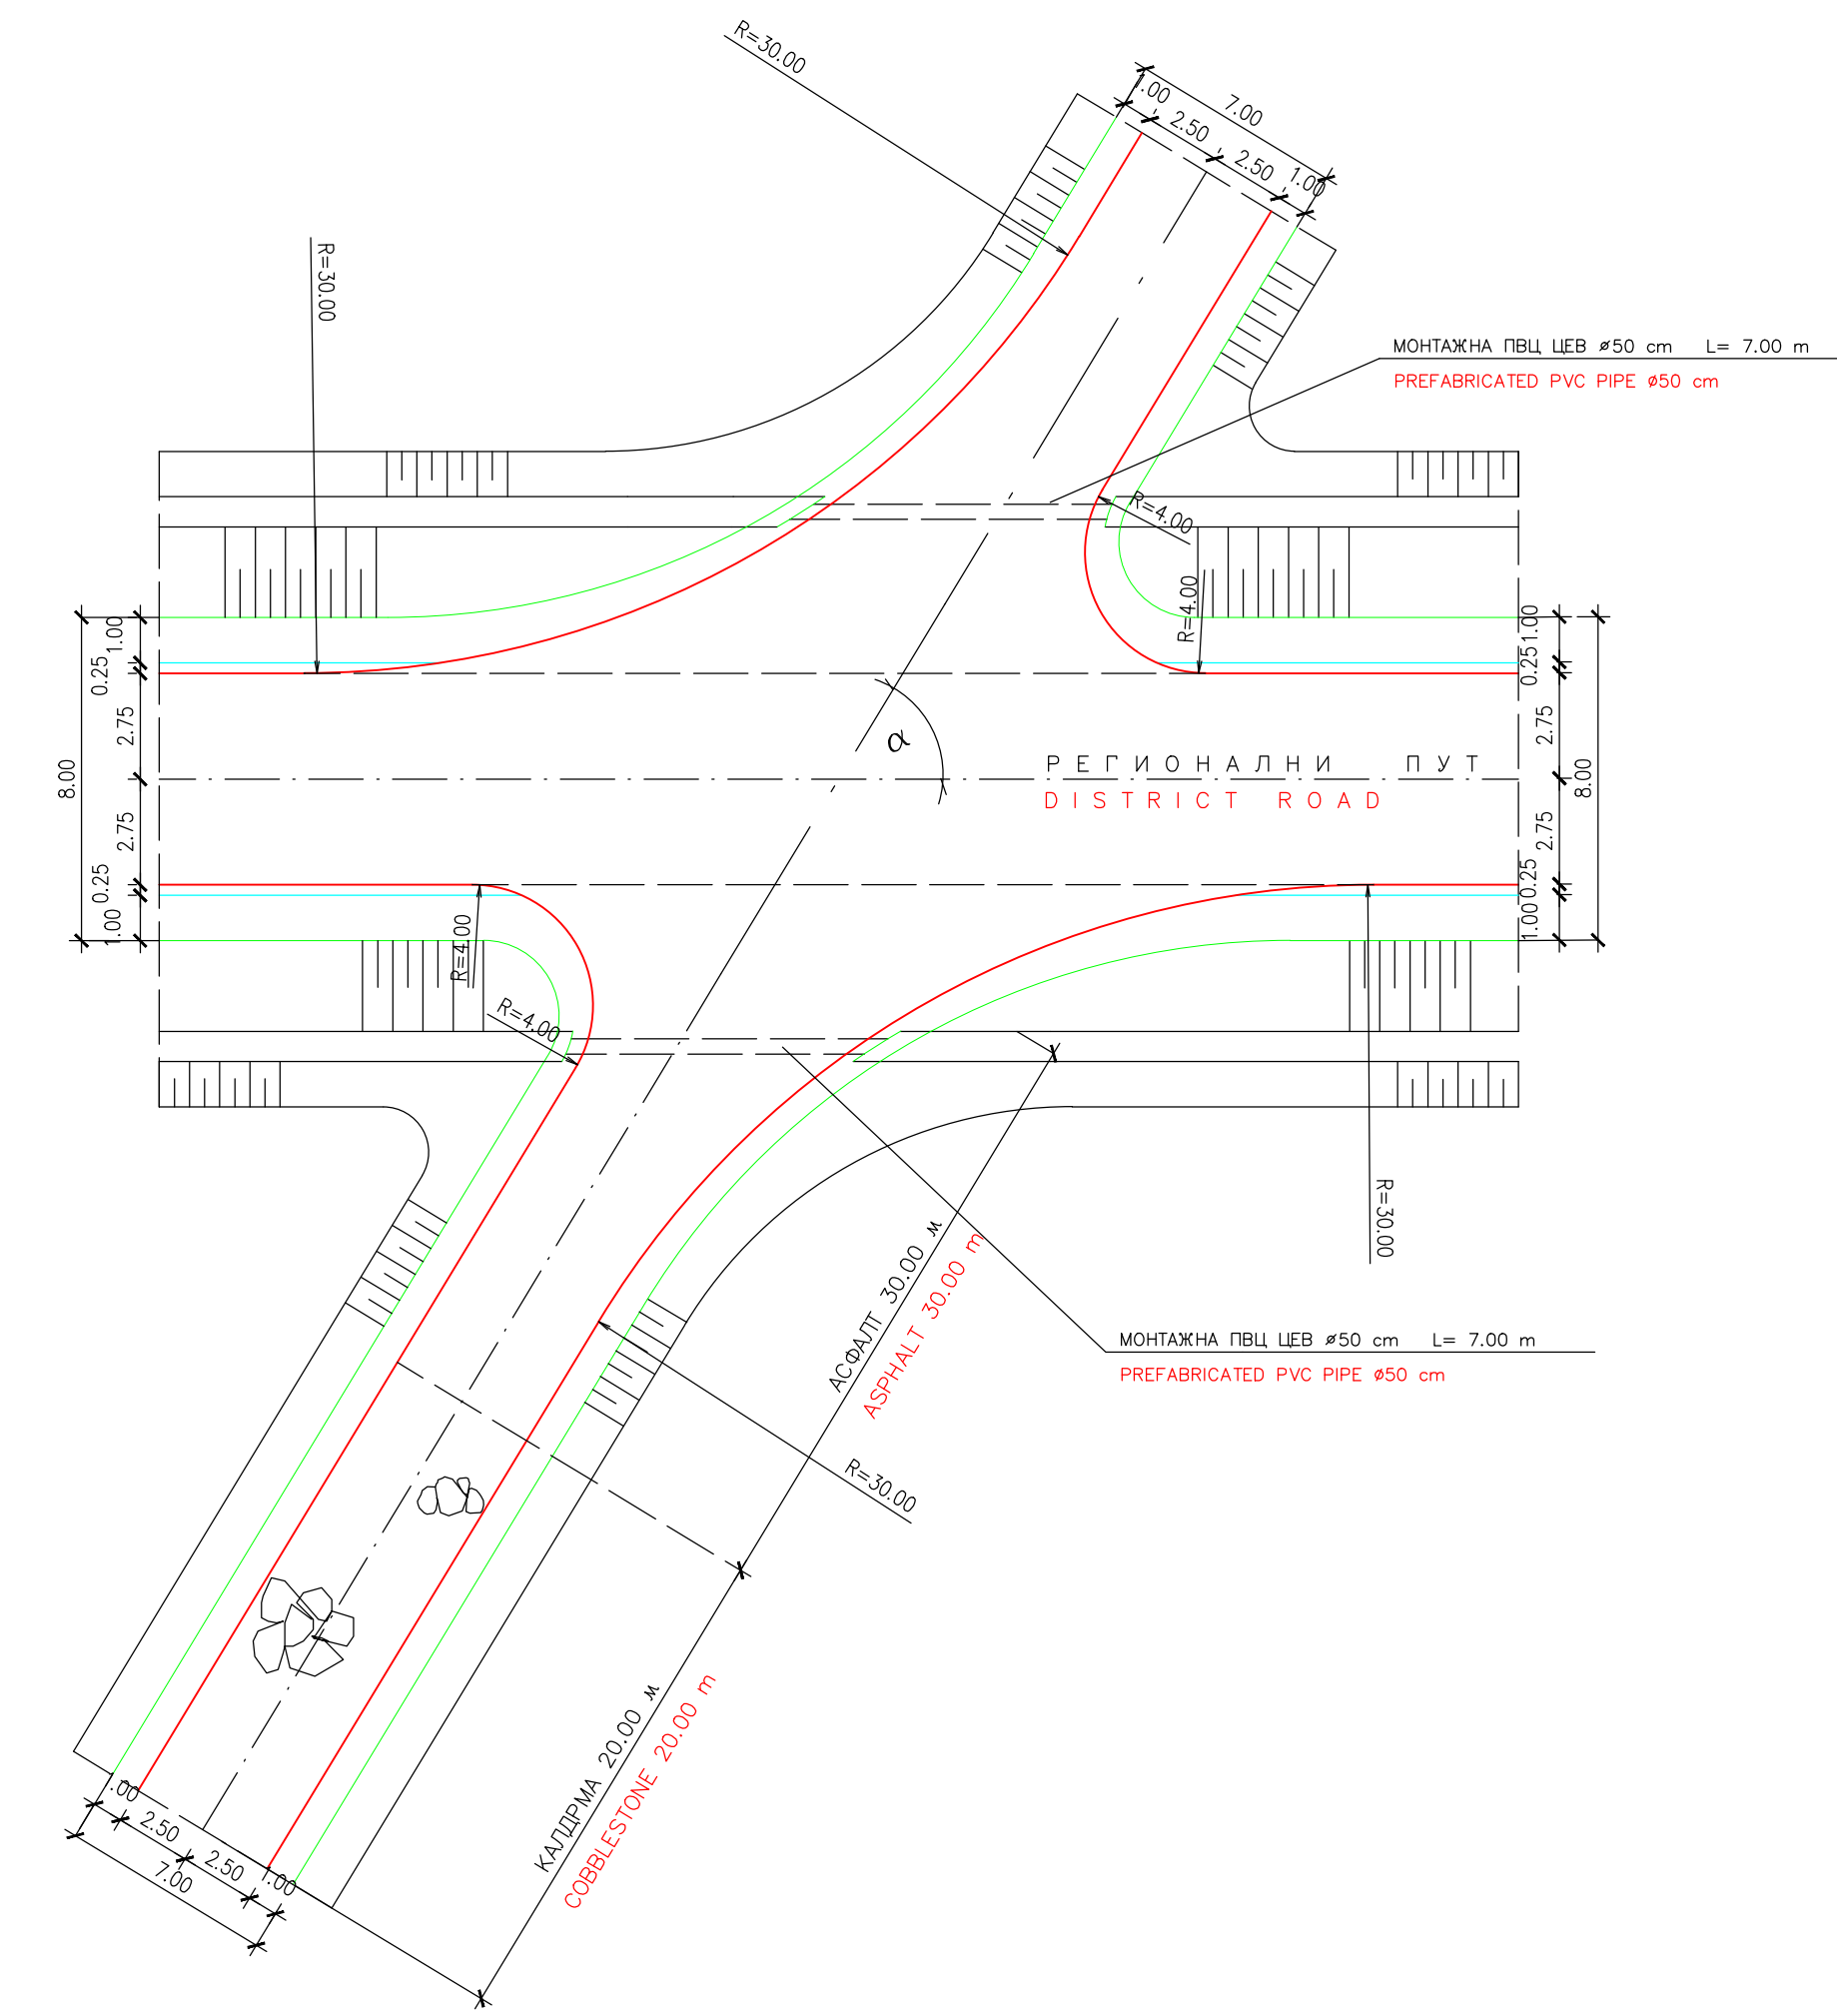 R=30.00
1.00
7.00
2.50
2.50
1.00
R=30.00
МОНТАЖНА ПВЦ ЦЕВ ø50 cm L= 7.00 m
PREFABRICATED PVC PIPE ø50 cm
R=4.00
R=4.00
1.00
0.25
2.75
8.00
2.75
0.25
1.00
α
РЕГИОНАЛНИ ПУТ
DISTRICT ROAD
1.00
0.25
2.75
8.00
2.75
0.25
1.00
R=4.00
R=4.00
R=30.00
АСФАЛТ 30.00 м
ASPHALT 30.00 m
МОНТАЖНА ПВЦ ЦЕВ ø50 cm L= 7.00 m
PREFABRICATED PVC PIPE ø50 cm
R=30.00
КАЛДРМА 20.00 м
COBBLESTONE 20.00 m
1.00
2.50
2.50
1.00
7.00